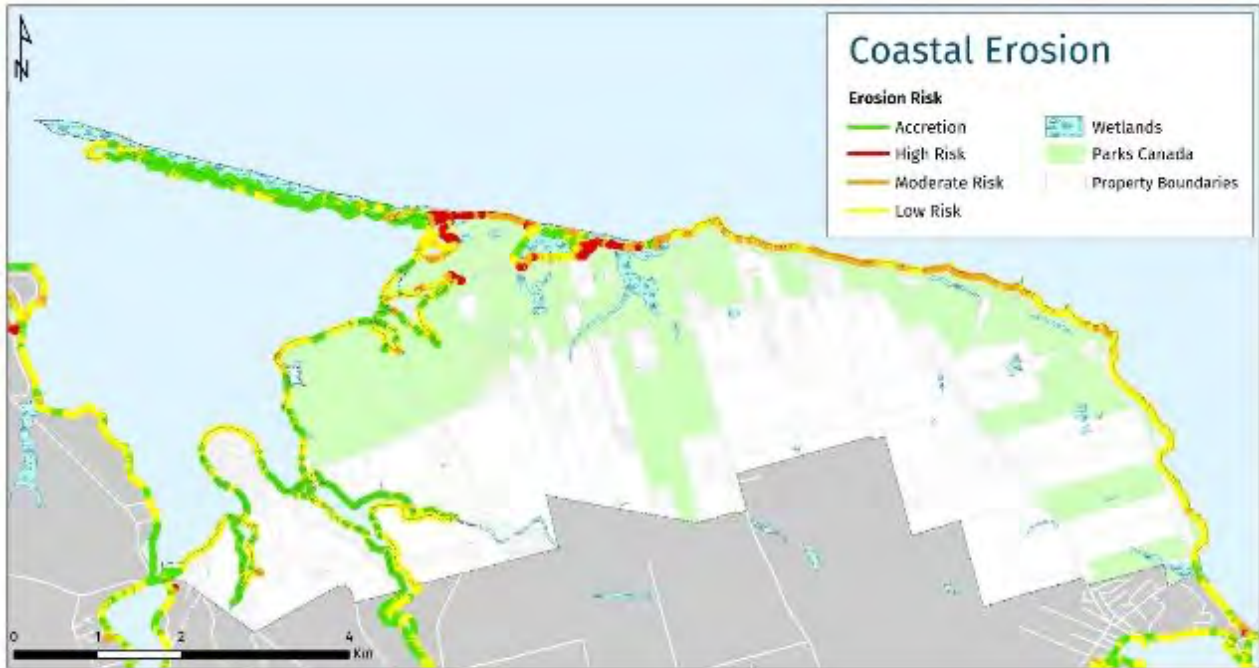 N
Coastal Erosion
Erosion Risk
Accretion
High Risk
Moderate Risk
Low Risk
Wetlands
Parks Canada
Property Boundaries
0 1 2 4
Km